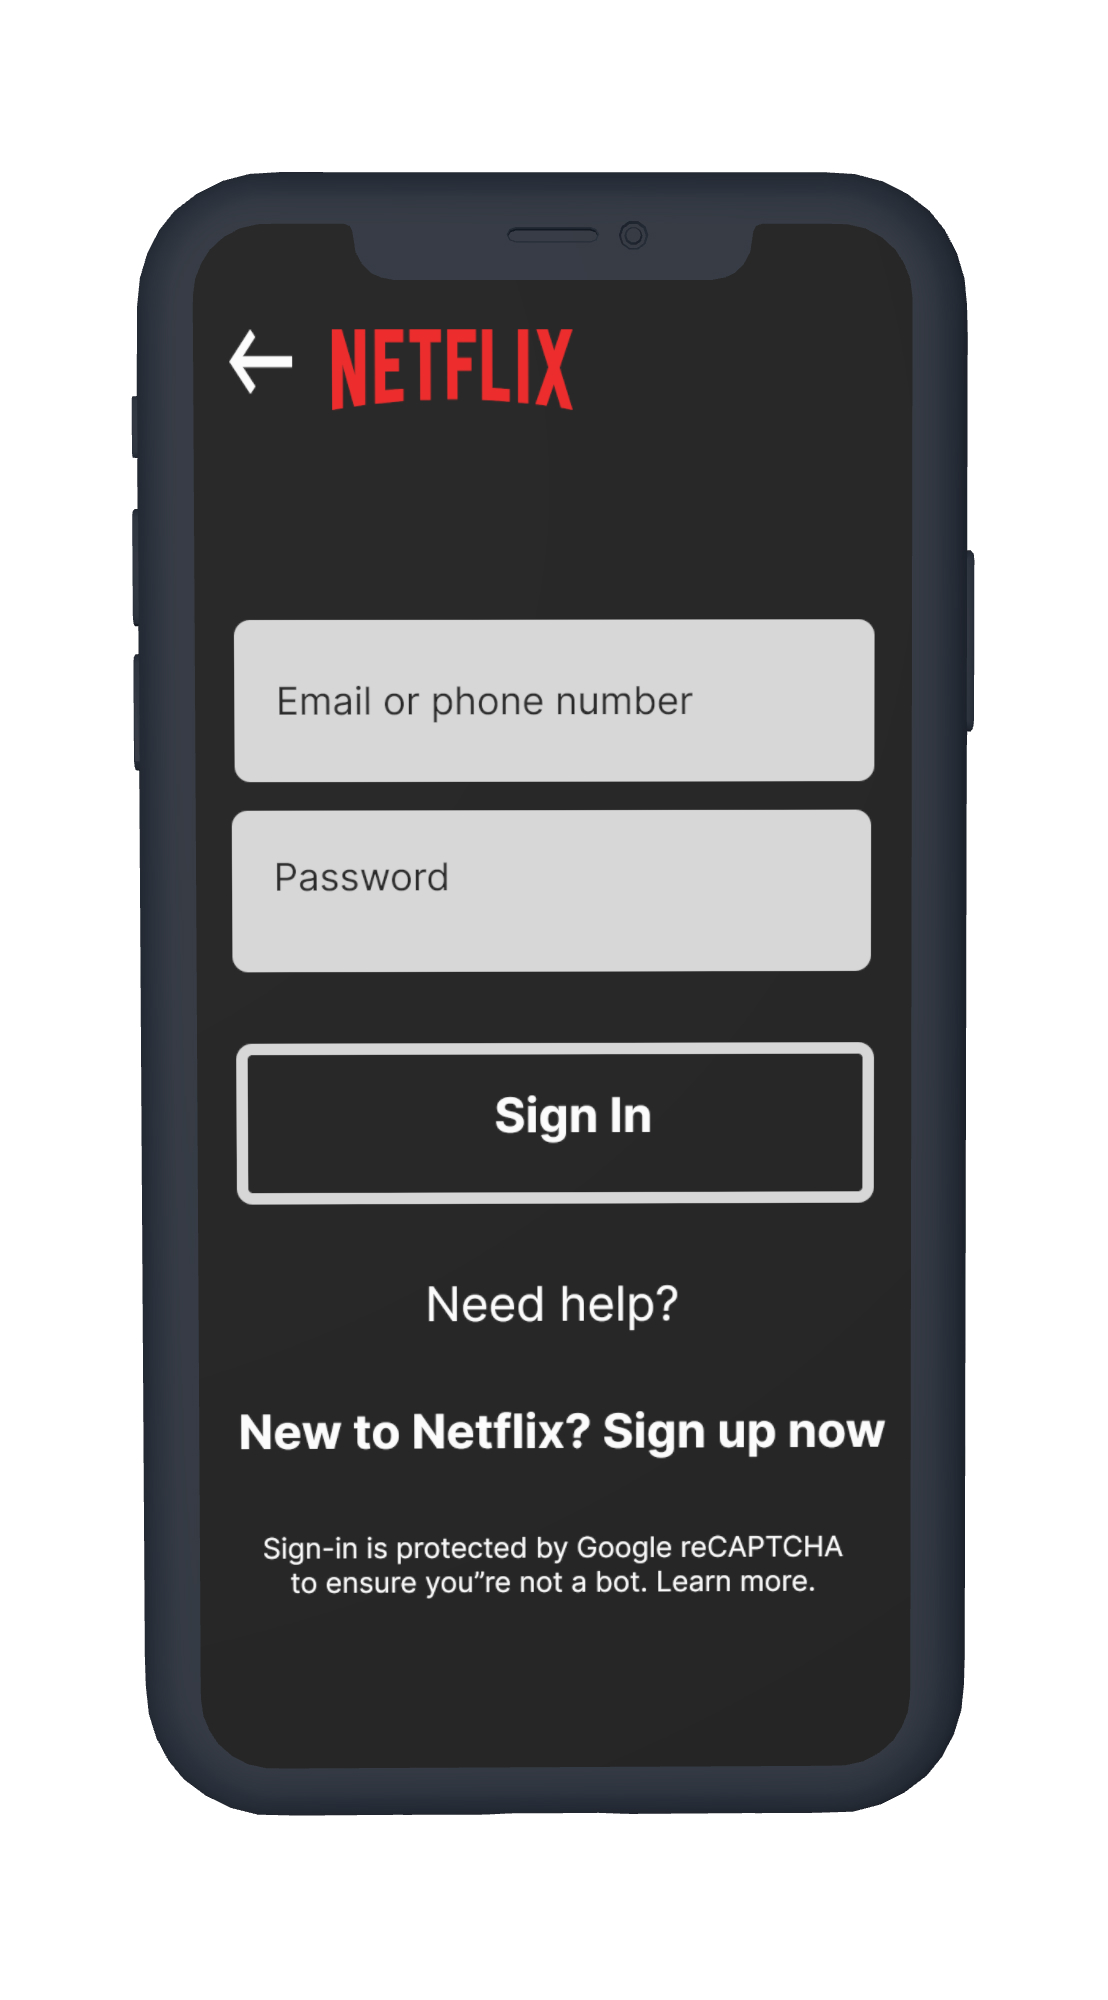 NETFLIX
Email or phone number
Password
Sign In
Need help?
New to Netflix? Sign up now
Sign-in is protected by Google reCAPTCHA
to ensure you”re not a bot. Learn more.